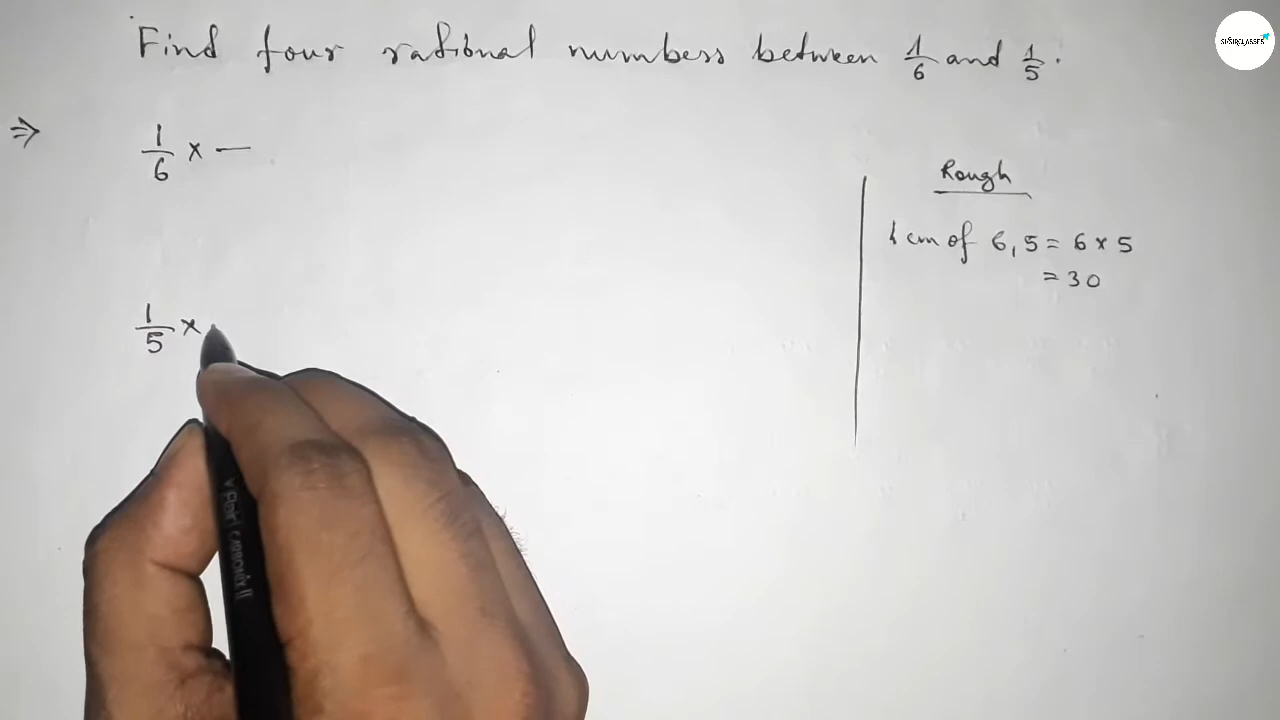 Find four rational numbers between 1/6 and 1/5.
⇒ 1/6 × —
Rough
Lcm of 6,5 = 6 × 5
= 30
1/5 ×